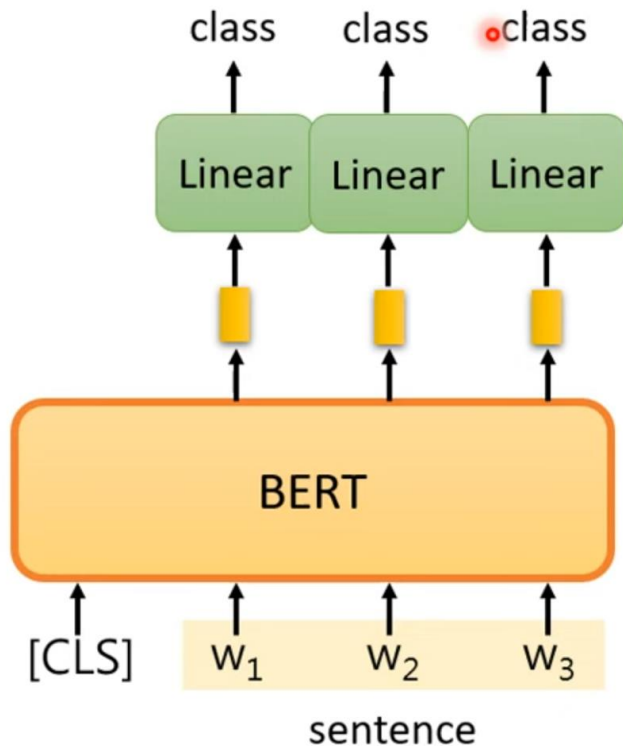 class class class
Linear Linear Linear
BERT
[CLS] w₁ w₂ w₃
sentence